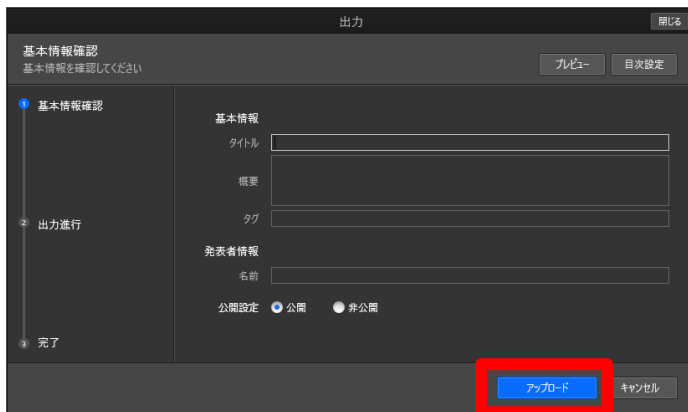 出力
閉じる
基本情報確認
基本情報を確認してください
プレビュー
目次設定
1 基本情報確認
基本情報
タイトル
概要
タグ
2 出力進行
発表者情報
名前
公開設定 公開 非公開
3 完了
アップロード
キャンセル